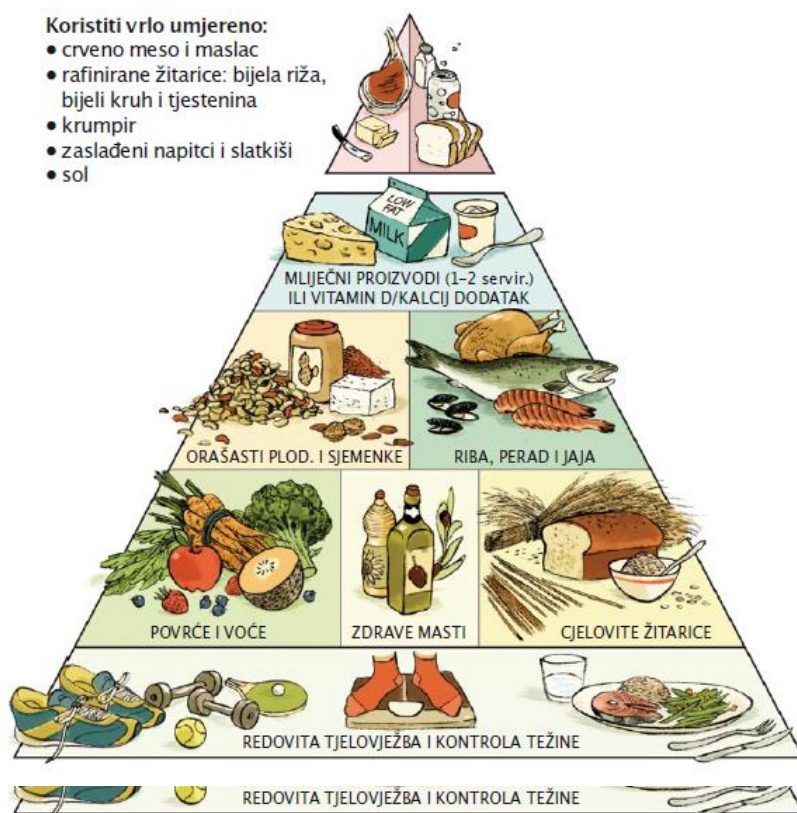 Koristiti vrlo umjereno:
● crveno meso i maslac
● rafinirane žitarice: bijela riža,
bijeli kruh i tjestenina
● krumpir
● zaslađeni napitci i slatkiši
● sol
LOW
FAT
MILK
MLIJEČNI PROIZVODI (1–2 servir.)
ILI VITAMIN D/KALCIJ DODATAK
ORAŠASTI PLOD. I SJEMENKE
RIBA, PERAD I JAJA
POVRĆE I VOĆE
ZDRAVE MASTI
CJELOVITE ŽITARICE
REDOVITA TJELOVJEŽBA I KONTROLA TEŽINE
REDOVITA TJELOVJEŽBA I KONTROLA TEŽINE